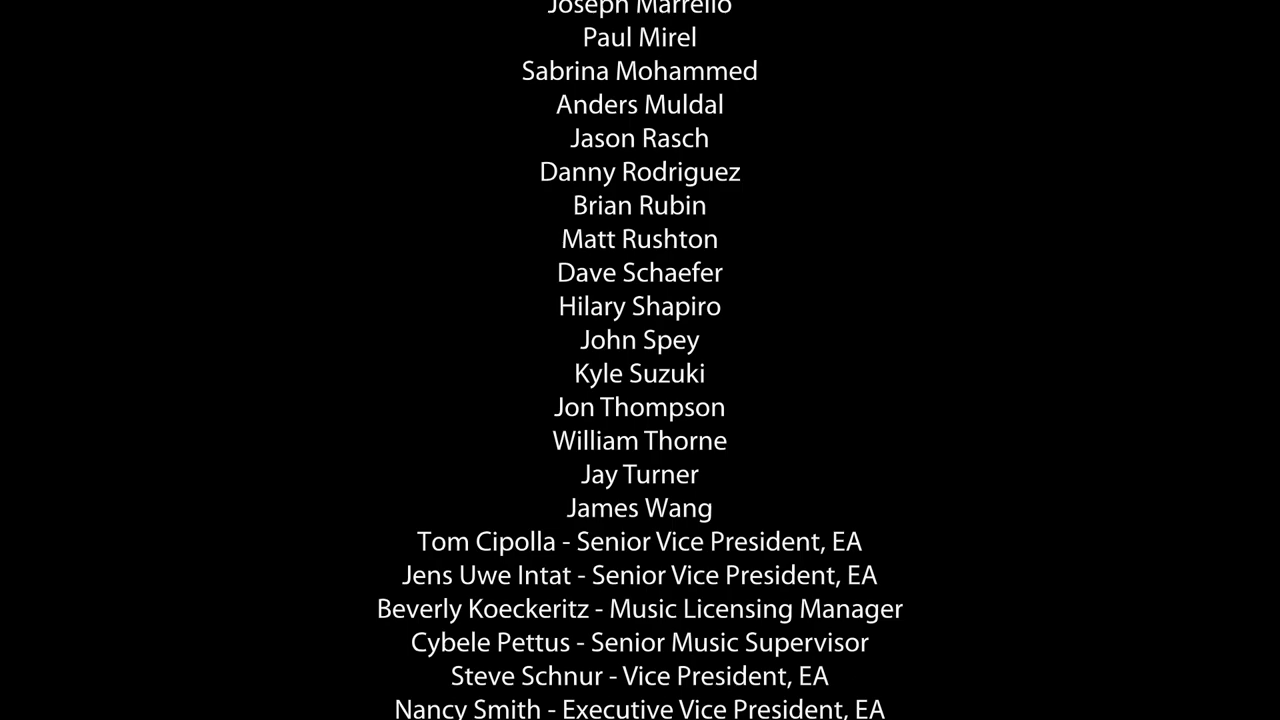 Joseph Marrello
Paul Mirel
Sabrina Mohammed
Anders Muldal
Jason Rasch
Danny Rodriguez
Brian Rubin
Matt Rushton
Dave Schaefer
Hilary Shapiro
John Spey
Kyle Suzuki
Jon Thompson
William Thorne
Jay Turner
James Wang
Tom Cipolla - Senior Vice President, EA
Jens Uwe Intat - Senior Vice President, EA
Beverly Koeckeritz - Music Licensing Manager
Cybele Pettus - Senior Music Supervisor
Steve Schnur - Vice President, EA
Nancy Smith - Executive Vice President, EA